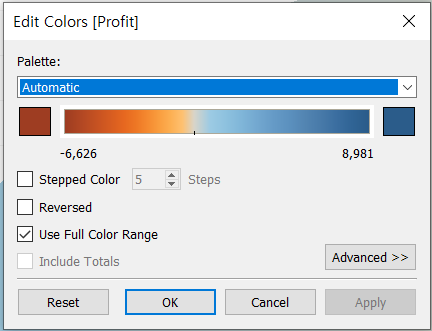 Edit Colors [Profit]
Palette:
Automatic
-6,626 8,981
Stepped Color 5 Steps
Reversed
Use Full Color Range
Include Totals
Advanced >>
Reset OK Cancel Apply